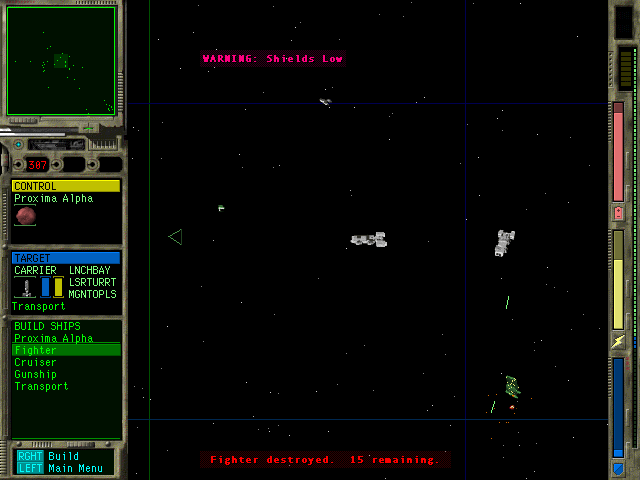 WARNING: Shields Low
307
CONTROL
Proxima Alpha
TARGET
CARRIER LNCHBAY
LSRTURRT
MGNTOPLS
Transport
BUILD SHIPS
Proxima Alpha
Fighter
Cruiser
Gunship
Transport
RGHT Build
LEFT Main Menu
Fighter destroyed. 15 remaining.